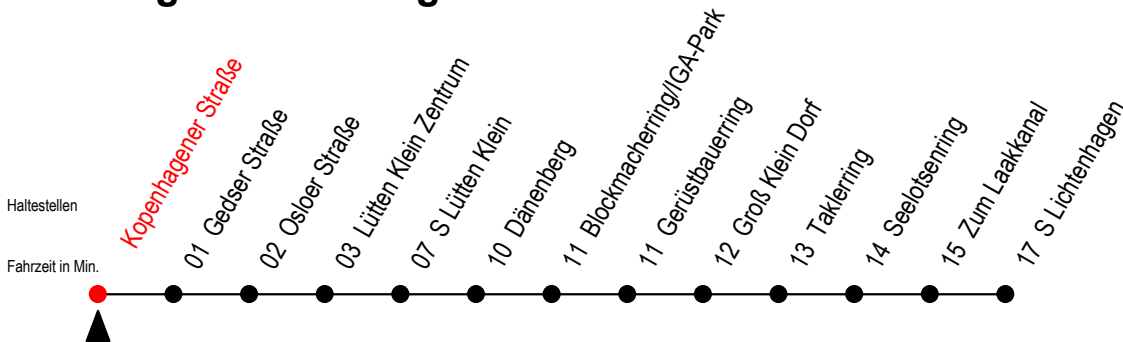 Kopenhagener Straße
01 Gedser Straße
02 Osloer Straße
03 Lütten Klein Zentrum
07 S Lütten Klein
10 Dänenberg
11 Blockmacherring/IGA-Park
11 Gerüstbauerring
12 Groß Klein Dorf
13 Taklerring
14 Seelotsenring
15 Zum Laakkanal
17 S Lichtenhagen
Haltestellen
Fahrzeit in Min.